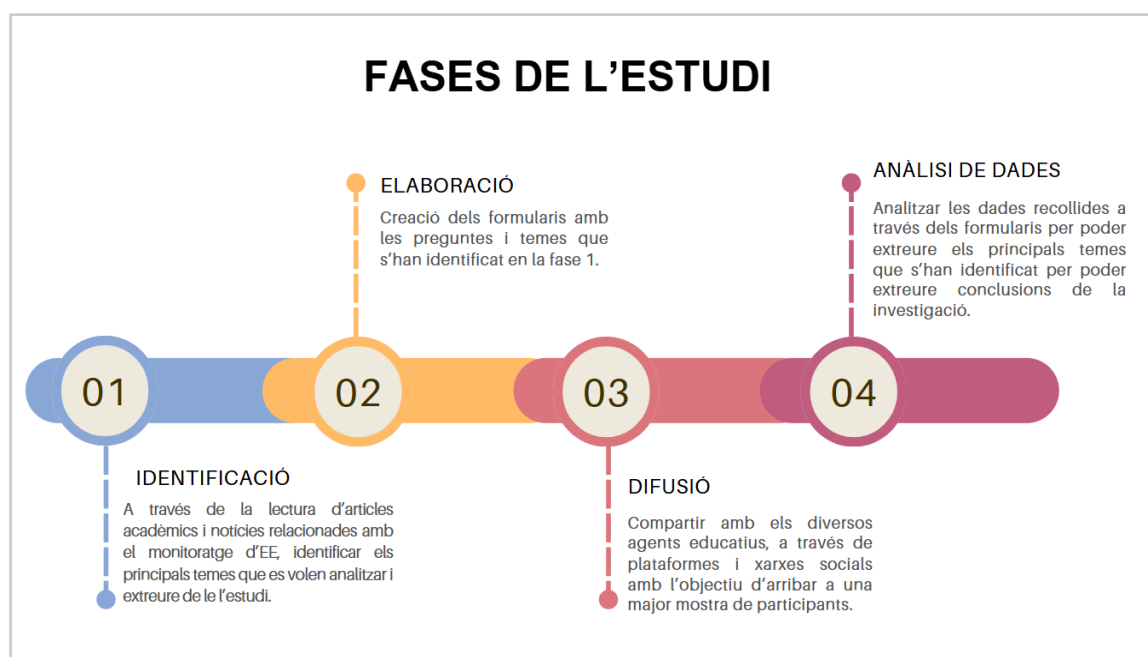 FASES DE L'ESTUDI
01
IDENTIFICACIÓ
A través de la lectura d'articles
acadèmics i notícies relacionades amb
el monitoratge d'EE, identificar els
principals temes que es volen analitzar i
extreure de le l'estudi.
02
ELABORACIÓ
Creació dels formularis amb
les preguntes i temes que
s'han identificat en la fase 1.
03
DIFUSIÓ
Compartir amb els diversos
agents educatius, a través de
plataformes i xarxes socials
amb l'objectiu d'arribar a una
major mostra de participants.
04
ANÀLISI DE DADES
Analitzar les dades recollides a
través dels formularis per poder
extreure els principals temes
que s'han identificat per poder
extreure conclusions de la
investigació.